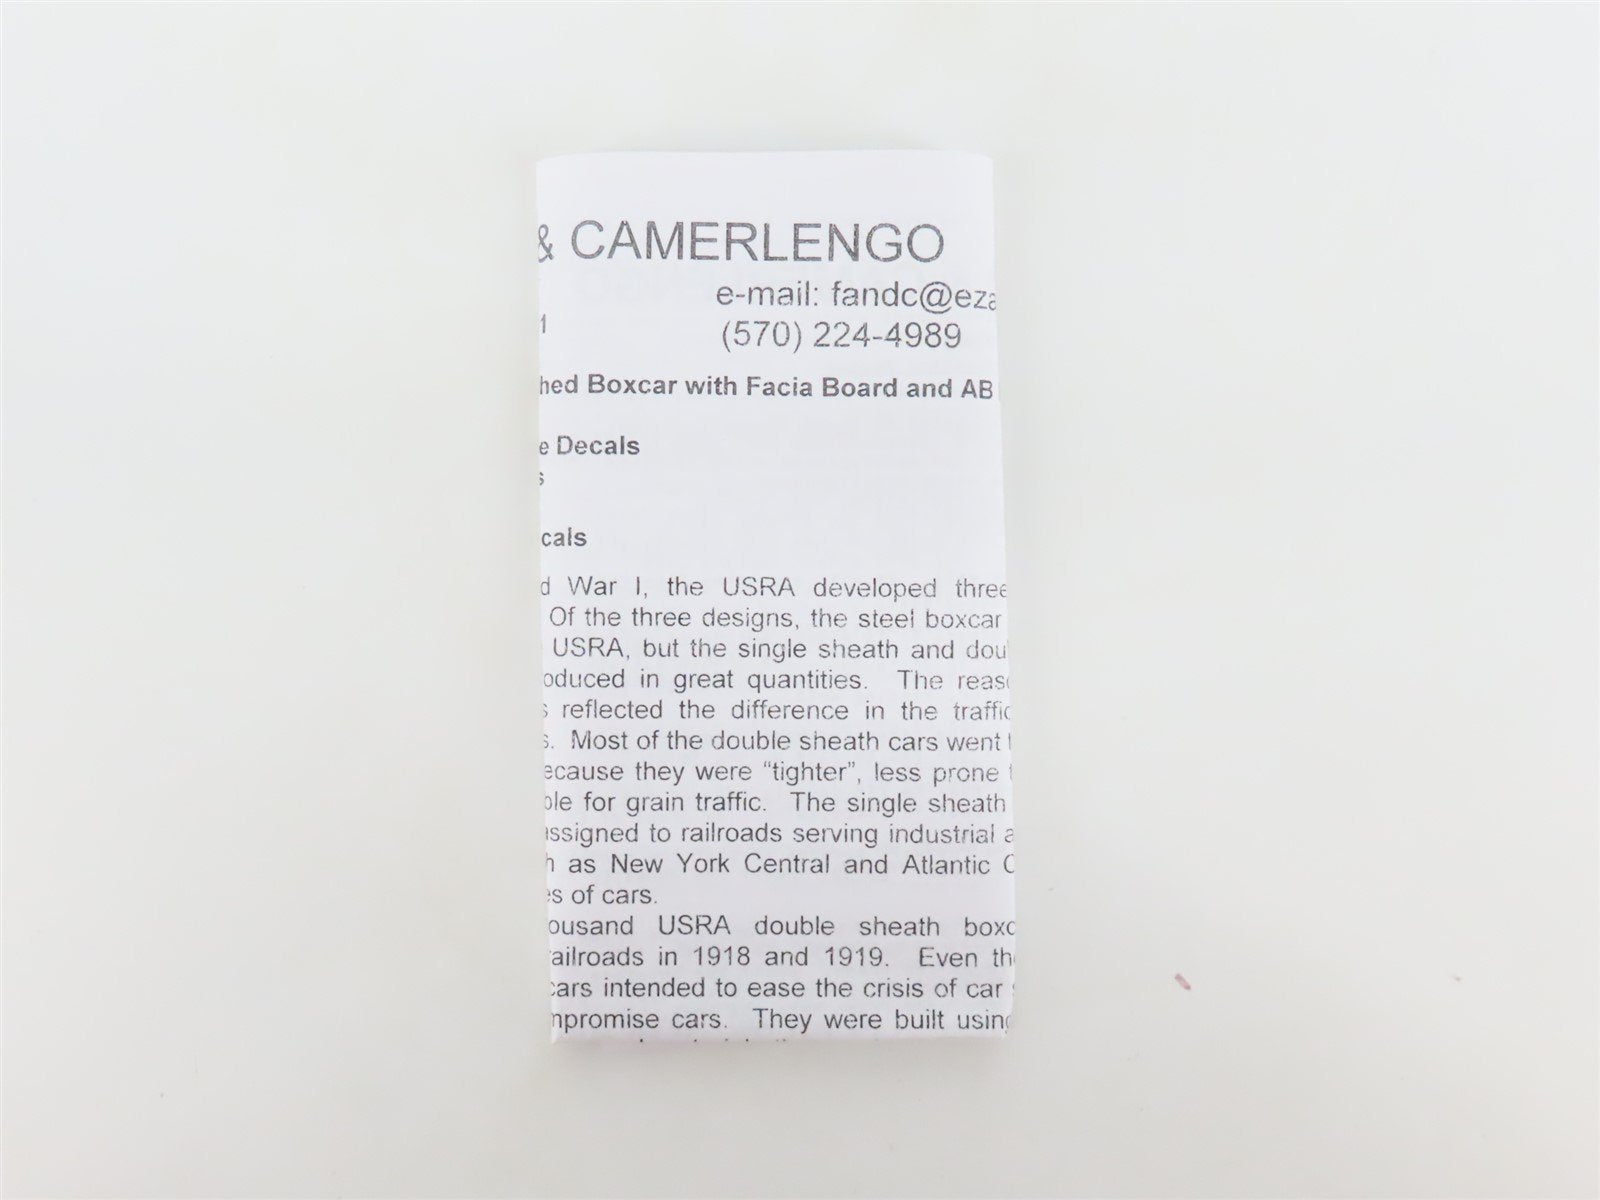 & CAMERLENGO
e-mail: fandc@eza
1
(570) 224-4989
hed Boxcar with Facia Board and AB
e Decals
s
cals
d War I, the USRA developed three
Of the three designs, the steel boxcar
USRA, but the single sheath and dou
oduced in great quantities. The reas
s reflected the difference in the traffic
s. Most of the double sheath cars went
ecause they were “tighter”, less prone t
ble for grain traffic. The single sheath
assigned to railroads serving industrial a
h as New York Central and Atlantic C
es of cars.
ousand USRA double sheath boxc
railroads in 1918 and 1919. Even th
cars intended to ease the crisis of car s
mpromise cars. They were built using